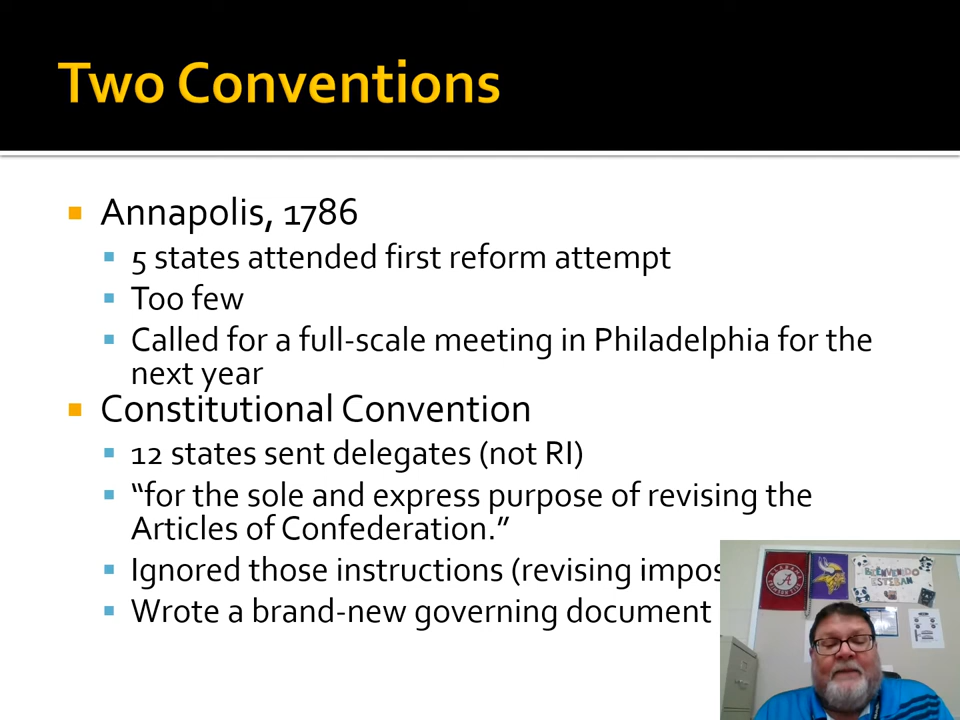 Two Conventions
Annapolis, 1786
5 states attended first reform attempt
Too few
Called for a full-scale meeting in Philadelphia for the
next year
Constitutional Convention
12 states sent delegates (not RI)
“for the sole and express purpose of revising the
Articles of Confederation.”
Ignored those instructions (revising impos
Wrote a brand-new governing document
BIENVENIDO
ESTEBAN